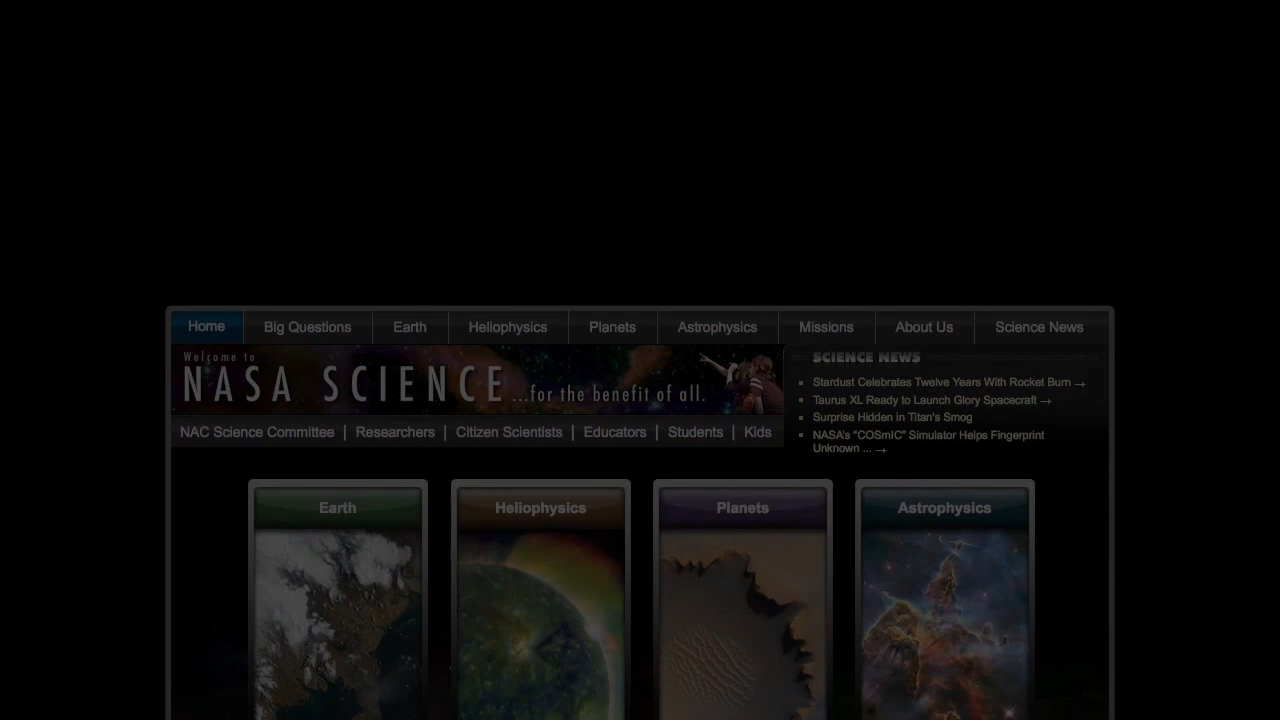 Home Big Questions Earth Heliophysics Planets Astrophysics Missions About Us Science News
Welcome to
NASA SCIENCE ...for the benefit of all.
NAC Science Committee | Researchers | Citizen Scientists | Educators | Students | Kids
SCIENCE NEWS
Stardust Celebrates Twelve Years With Rocket Burn →
Taurus XL Ready to Launch Glory Spacecraft →
Surprise Hidden in Titan's Smog
NASA's "COSmIC" Simulator Helps Fingerprint
Unknown ... →
Earth Heliophysics Planets Astrophysics